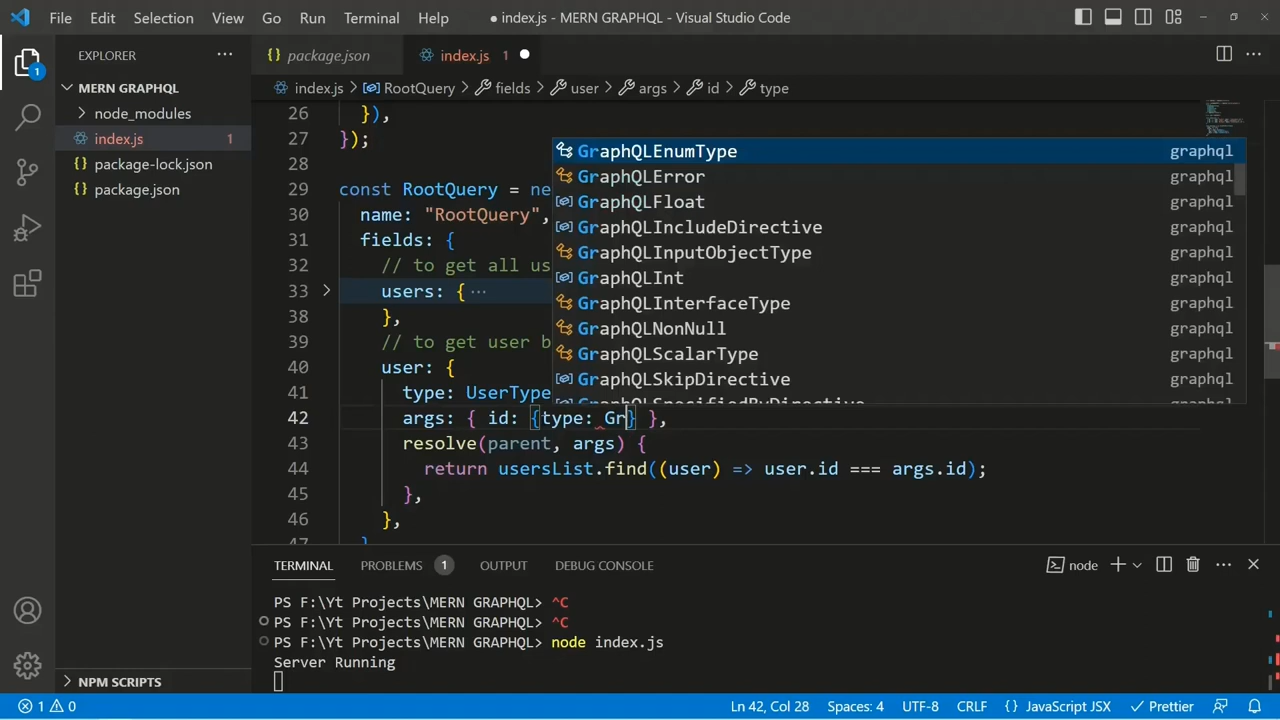 File Edit Selection View Go Run Terminal Help ● index.js - MERN GRAPHQL - Visual Studio Code
EXPLORER ··· {} package.json index.js 1 ● ···
1 MERN GRAPHQL index.js > RootQuery > fields > user > args > id > type
node_modules
index.js 1
package-lock.json
package.json
26 }),
27 });
28
29 const RootQuery = ne
30 name: "RootQuery",
31 fields: {
32 // to get all us
33 users: { ···
38 },
39 // to get user b
40 user: {
41 type: UserType
42 args: { id: {type: Gr} },
43 resolve(parent, args) {
44 return usersList.find((user) => user.id === args.id);
45 },
46 },
47 }
GraphQLEnumType graphql
GraphQLError graphql
GraphQLFloat graphql
GraphQLIncludeDirective graphql
GraphQLInputObjectType graphql
GraphQLInt graphql
GraphQLInterfaceType graphql
GraphQLNonNull graphql
GraphQLScalarType graphql
GraphQLSkipDirective graphql
GraphQLSpecifiedByDirective graphql
TERMINAL PROBLEMS 1 OUTPUT DEBUG CONSOLE node ···
PS F:\Yt Projects\MERN GRAPHQL> ^C
PS F:\Yt Projects\MERN GRAPHQL> ^C
PS F:\Yt Projects\MERN GRAPHQL> node index.js
Server Running
NPM SCRIPTS
1 0 Ln 42, Col 28 Spaces: 4 UTF-8 CRLF {} JavaScript JSX Prettier